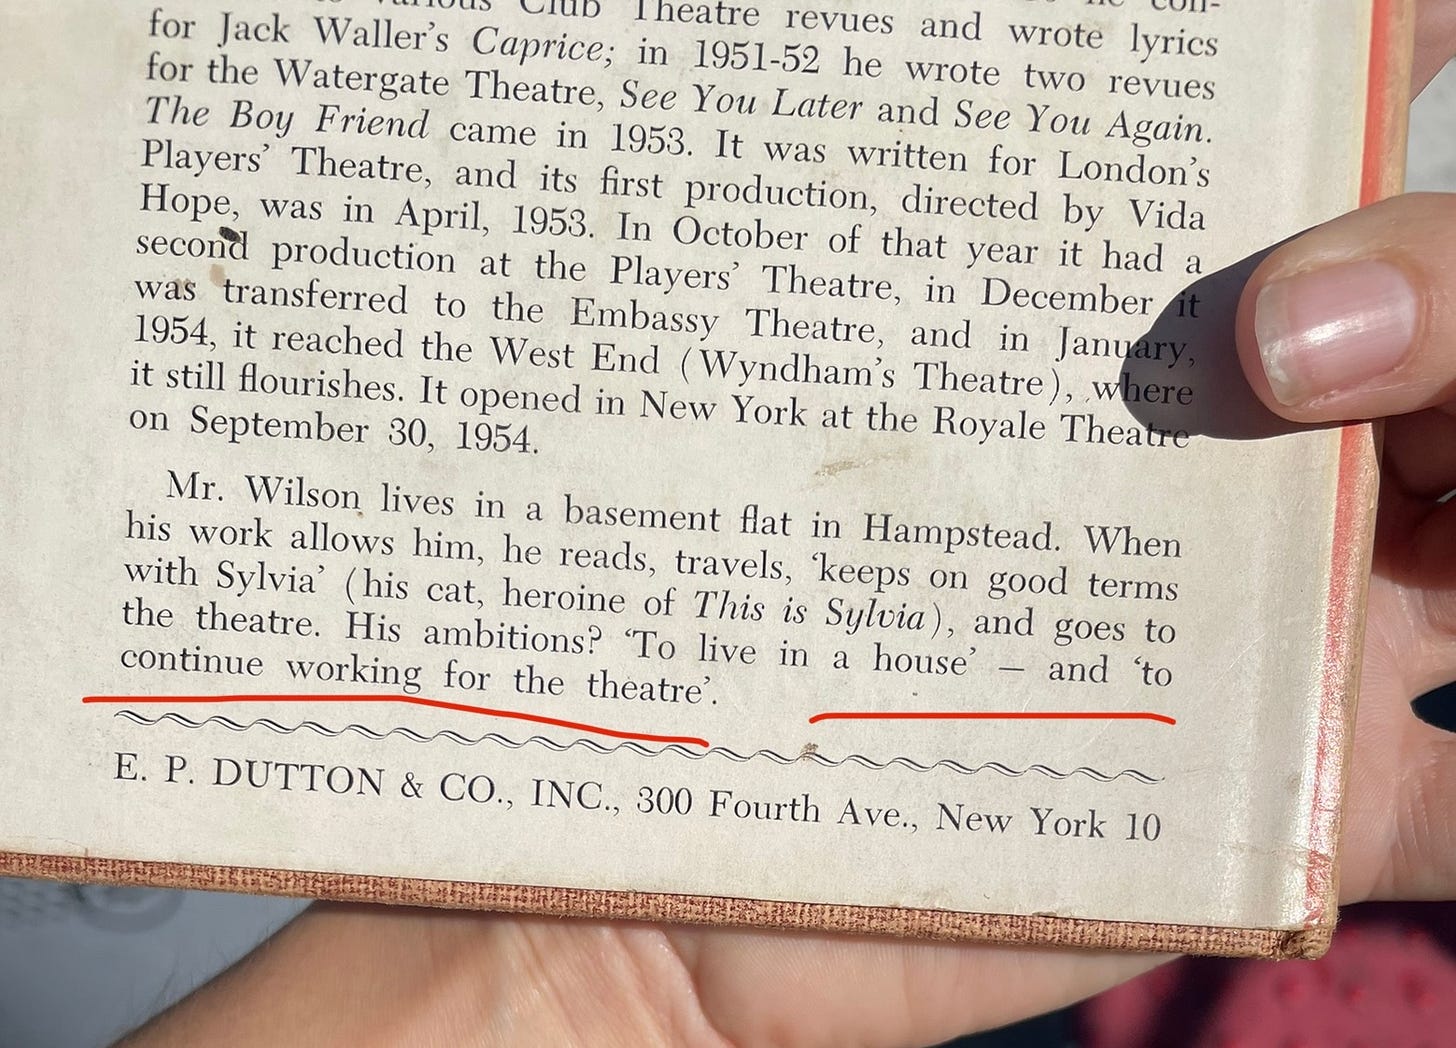 various Club Theatre revues and wrote lyrics
for Jack Waller's Caprice; in 1951-52 he wrote two revues
for the Watergate Theatre, See You Later and See You Again.
The Boy Friend came in 1953. It was written for London's
Players' Theatre, and its first production, directed by Vida
Hope, was in April, 1953. In October of that year it had a
second production at the Players' Theatre, in December it
was transferred to the Embassy Theatre, and in January,
1954, it reached the West End (Wyndham's Theatre), where
it still flourishes. It opened in New York at the Royale Theatre
on September 30, 1954.
Mr. Wilson lives in a basement flat in Hampstead. When
his work allows him, he reads, travels, ‘keeps on good terms
with Sylvia’ (his cat, heroine of This is Sylvia), and goes to
the theatre. His ambitions? ‘To live in a house’ — and ‘to
continue working for the theatre’.
E. P. DUTTON & CO., INC., 300 Fourth Ave., New York 10